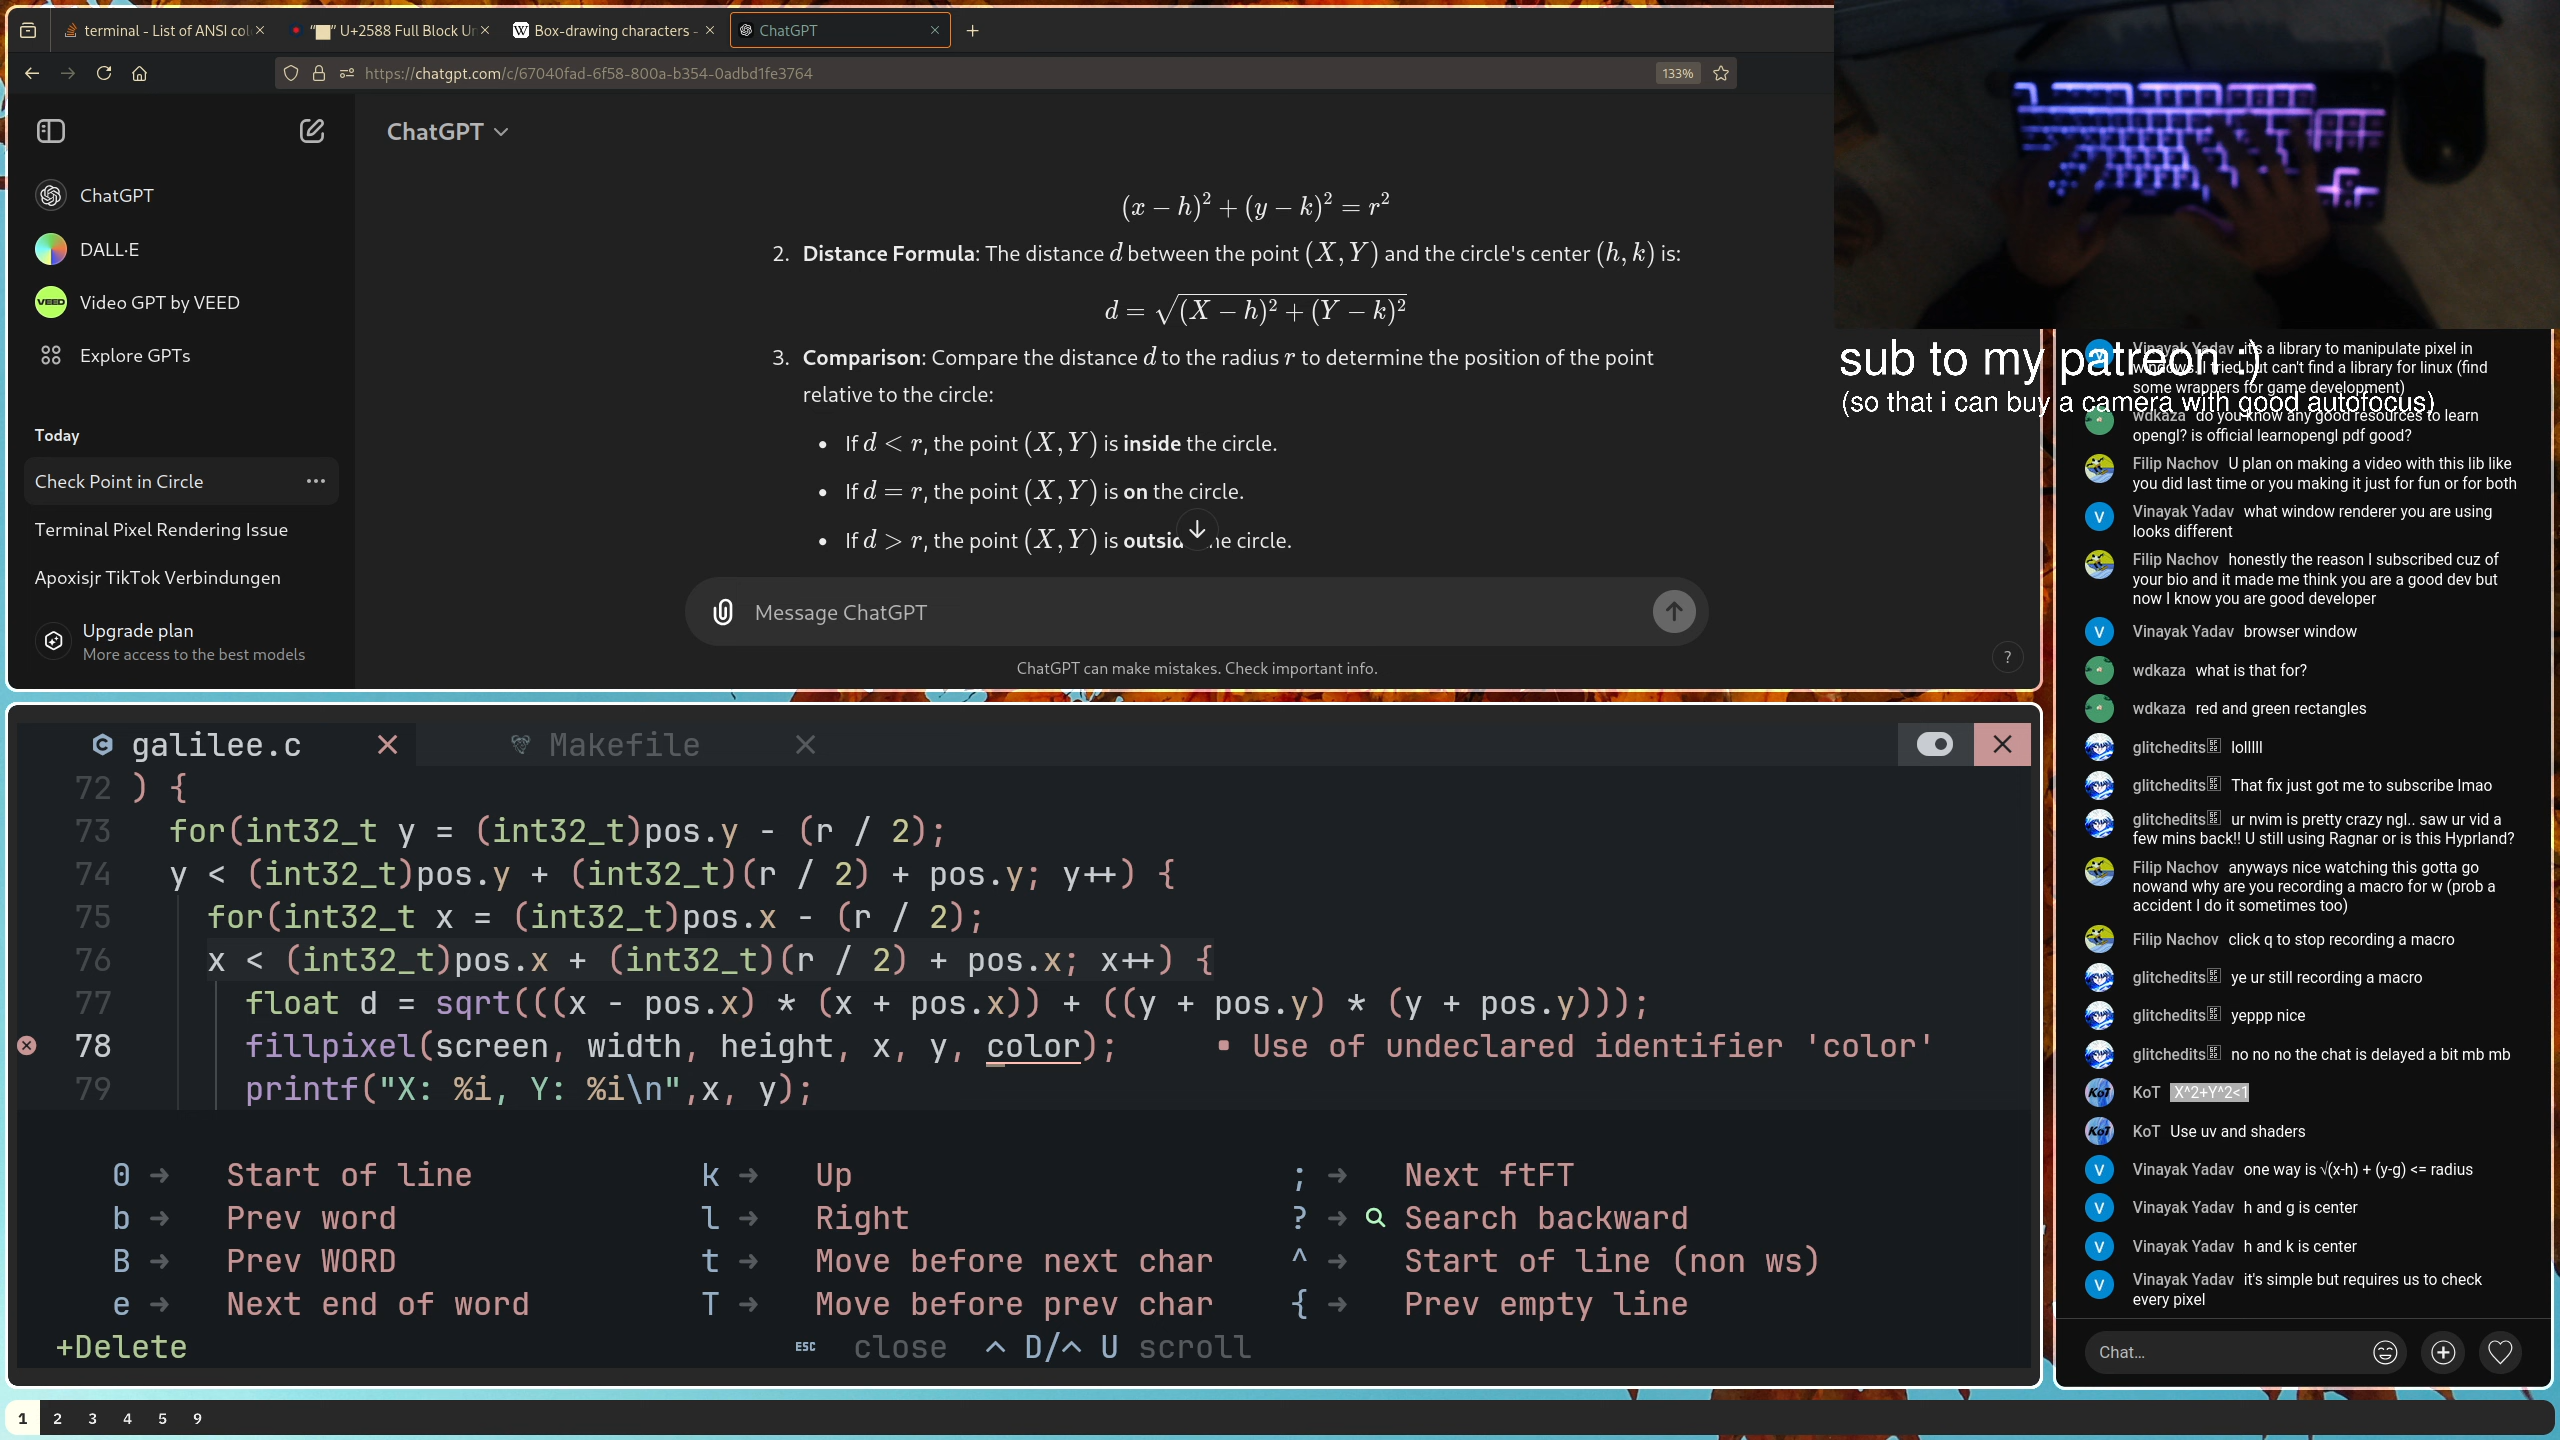 terminal - List of ANSI col
"█" U+2588 Full Block Un
Box-drawing characters -
ChatGPT
https://chatgpt.com/c/67040fad-6f58-800a-b354-0adbd1fe3764
133%
ChatGPT
DALL·E
Video GPT by VEED
Explore GPTs
Today
Check Point in Circle
Terminal Pixel Rendering Issue
Apoxisjr TikTok Verbindungen
Upgrade plan
More access to the best models
ChatGPT
(x − h)² + (y − k)² = r²
2. Distance Formula: The distance d between the point (X, Y) and the circle's center (h, k) is:
d = √(X − h)² + (Y − k)²
3. Comparison: Compare the distance d to the radius r to determine the position of the point
relative to the circle:
• If d < r, the point (X, Y) is inside the circle.
• If d = r, the point (X, Y) is on the circle.
• If d > r, the point (X, Y) is outsid he circle.
Message ChatGPT
ChatGPT can make mistakes. Check important info.
?
sub to my patreon :)
(so that i can buy a camera with good autofocus)
Vinayak Yadav it's a library to manipulate pixel in
windows. I tried but can't find a library for linux (find
some wrappers for game development)
wdkaza do you know any good resources to learn
opengl? is official learnopengl pdf good?
Filip Nachov U plan on making a video with this lib like
you did last time or you making it just for fun or for both
Vinayak Yadav what window renderer you are using
looks different
Filip Nachov honestly the reason I subscribed cuz of
your bio and it made me think you are a good dev but
now I know you are good developer
Vinayak Yadav browser window
wdkaza what is that for?
wdkaza red and green rectangles
glitchedits lolllll
glitchedits That fix just got me to subscribe lmao
glitchedits ur nvim is pretty crazy ngl.. saw ur vid a
few mins back!! U still using Ragnar or is this Hyprland?
Filip Nachov anyways nice watching this gotta go
nowand why are you recording a macro for w (prob a
accident I do it sometimes too)
Filip Nachov click q to stop recording a macro
glitchedits ye ur still recording a macro
glitchedits yeppp nice
glitchedits no no no the chat is delayed a bit mb mb
KoT X^2+Y^2<1
KoT Use uv and shaders
Vinayak Yadav one way is √(x-h) + (y-g) <= radius
Vinayak Yadav h and g is center
Vinayak Yadav h and k is center
Vinayak Yadav it's simple but requires us to check
every pixel
Chat...
galilee.c
Makefile
72 ) {
73 for(int32_t y = (int32_t)pos.y - (r / 2);
74 y < (int32_t)pos.y + (int32_t)(r / 2) + pos.y; y++) {
75 for(int32_t x = (int32_t)pos.x - (r / 2);
76 x < (int32_t)pos.x + (int32_t)(r / 2) + pos.x; x++) {
77 float d = sqrt(((x - pos.x) * (x + pos.x)) + ((y + pos.y) * (y + pos.y)));
78 fillpixel(screen, width, height, x, y, color); ▪ Use of undeclared identifier 'color'
79 printf("X: %i, Y: %i\n",x, y);
0 → Start of line k → Up ; → Next ftFT
b → Prev word l → Right ? → Search backward
B → Prev WORD t → Move before next char ^ → Start of line (non ws)
e → Next end of word T → Move before prev char { → Prev empty line
+Delete ESC close ^ D/^ U scroll
1 2 3 4 5 9